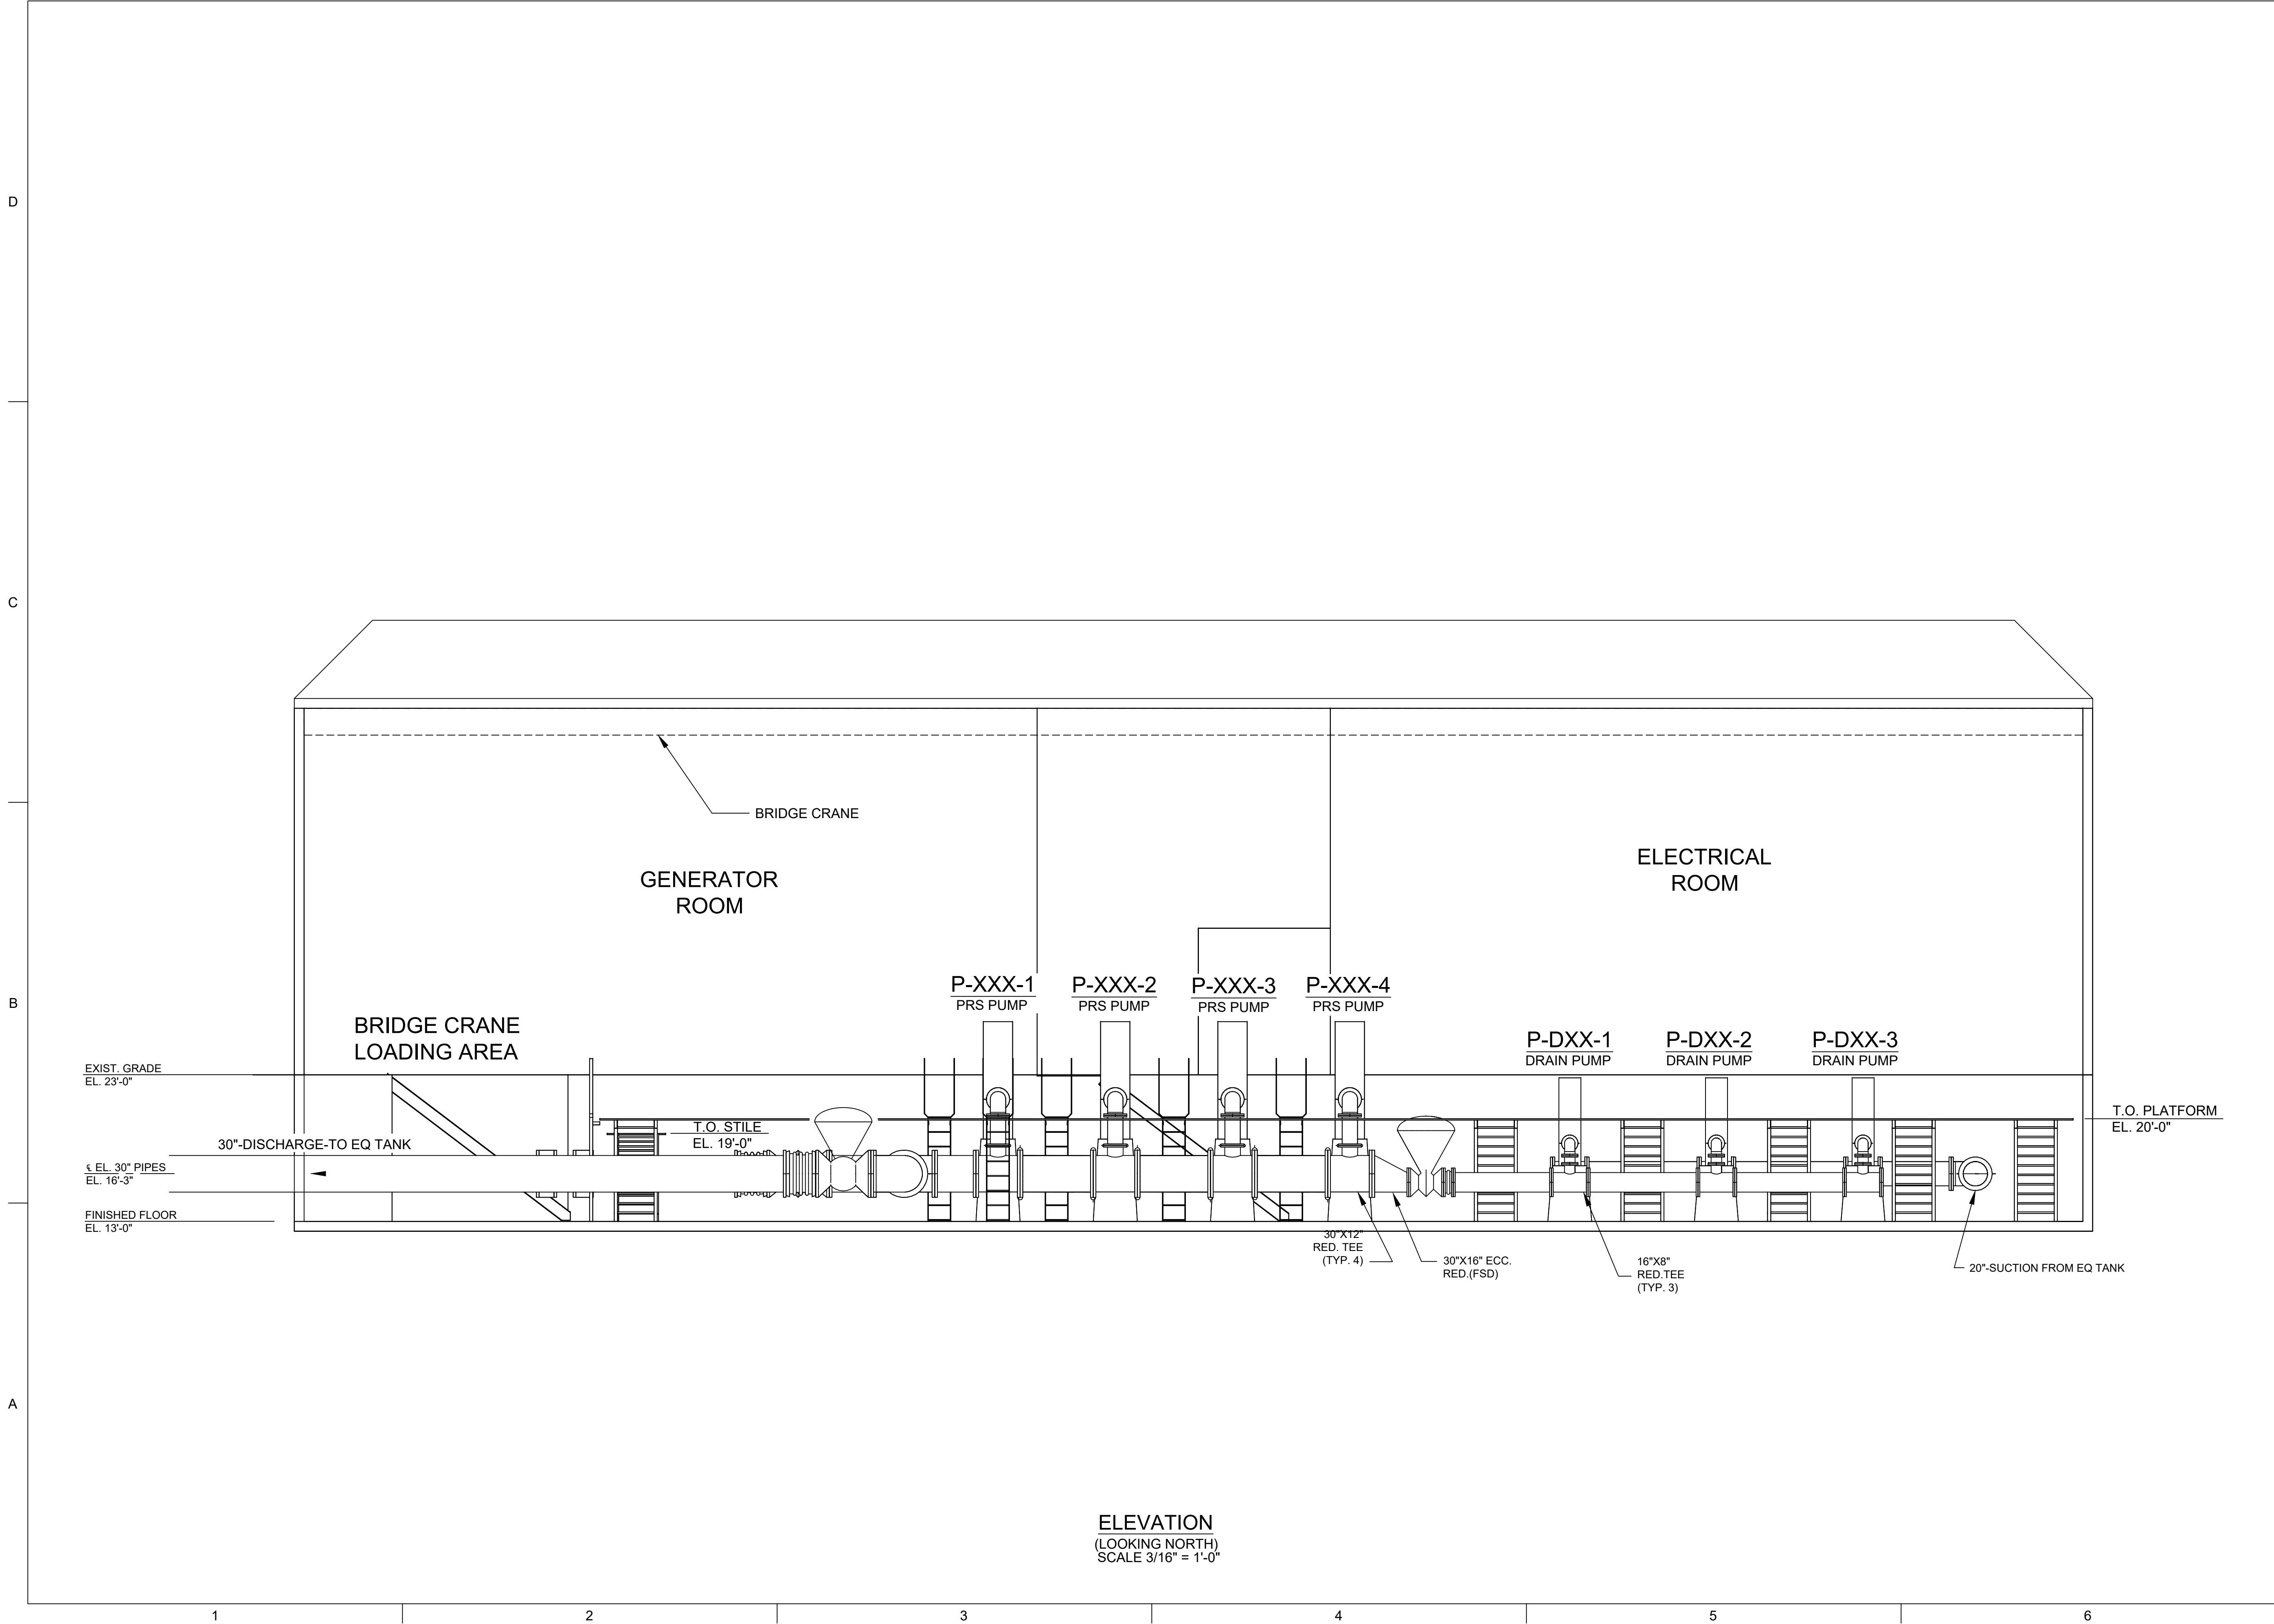 D
C
B
A
BRIDGE CRANE
GENERATOR
ROOM
ELECTRICAL
ROOM
P-XXX-1
PRS PUMP
P-XXX-2
PRS PUMP
P-XXX-3
PRS PUMP
P-XXX-4
PRS PUMP
BRIDGE CRANE
LOADING AREA
P-DXX-1
DRAIN PUMP
P-DXX-2
DRAIN PUMP
P-DXX-3
DRAIN PUMP
EXIST. GRADE
EL. 23'-0"
T.O. PLATFORM
EL. 20'-0"
T.O. STILE
EL. 19'-0"
30"-DISCHARGE-TO EQ TANK
℄ EL. 30" PIPES
EL. 16'-3"
FINISHED FLOOR
EL. 13'-0"
30"X12"
RED. TEE
(TYP. 4)
30"X16" ECC.
RED.(FSD)
16"X8"
RED.TEE
(TYP. 3)
20"-SUCTION FROM EQ TANK
ELEVATION
(LOOKING NORTH)
SCALE 3/16" = 1'-0"
1
2
3
4
5
6